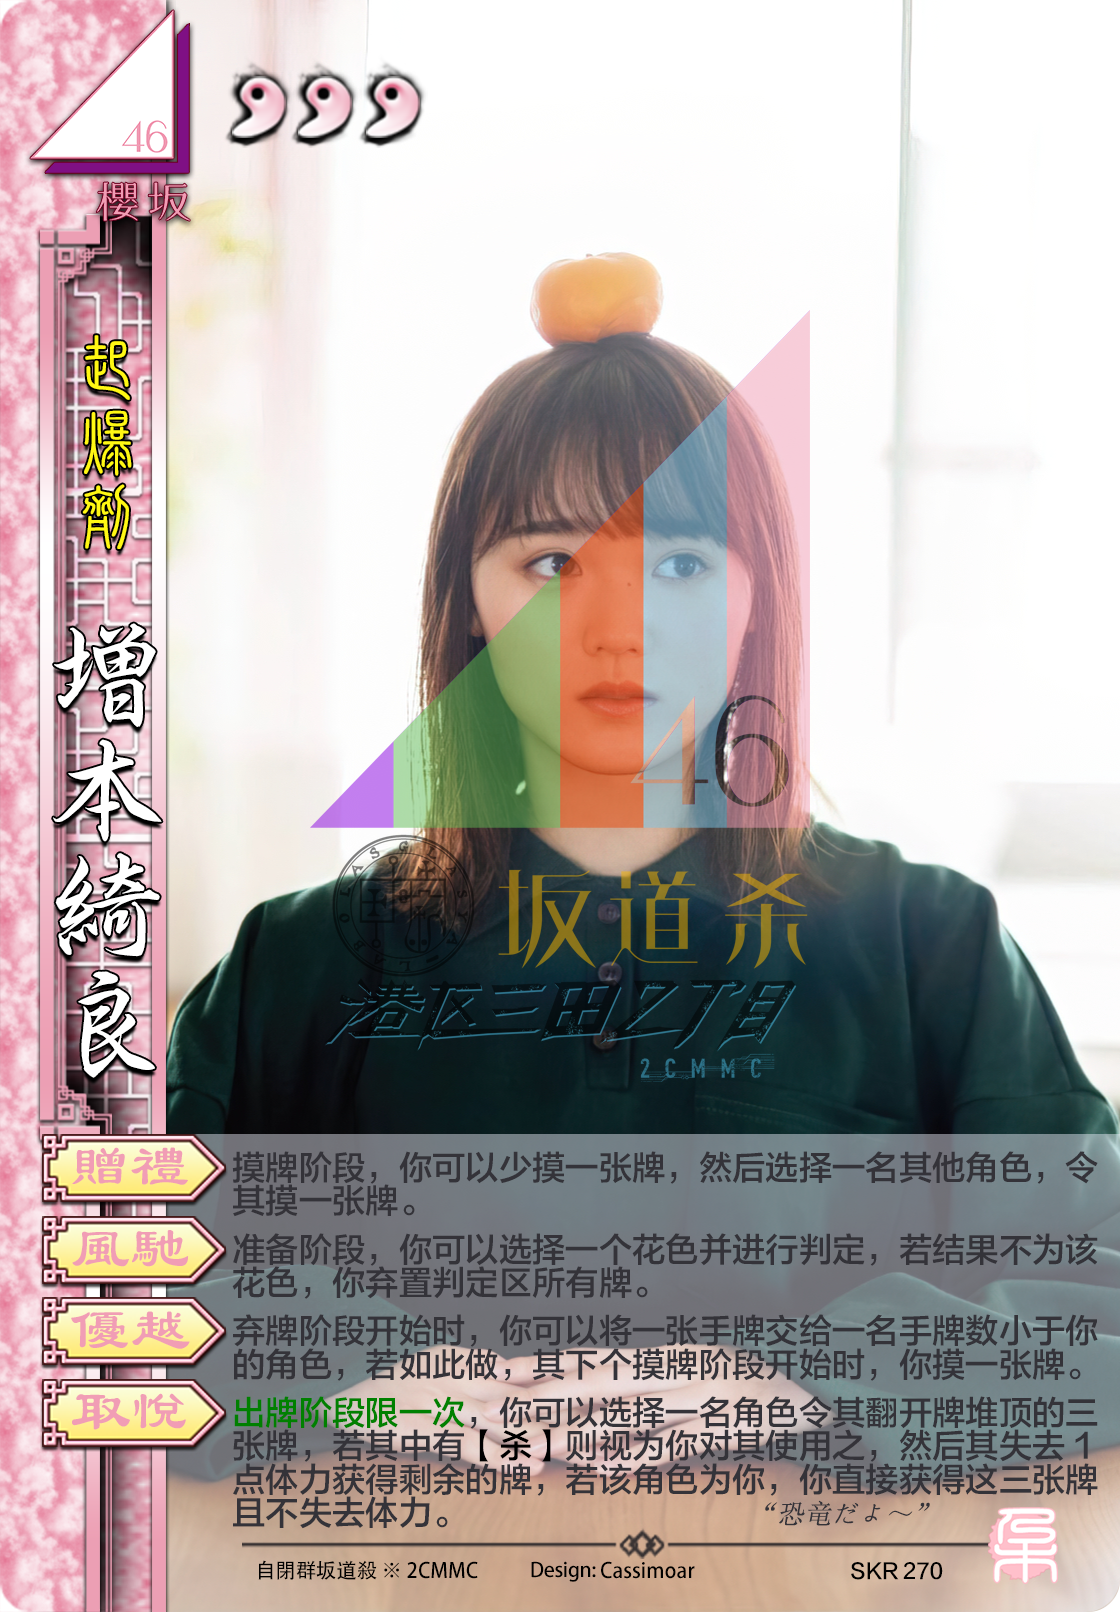 46
櫻坂
起爆劑
增本綺良
46
坂道杀
港区三田2丁目
2CMMC
贈禮
摸牌阶段，你可以少摸一张牌，然后选择一名其他角色，令
其摸一张牌。
風馳
准备阶段，你可以选择一个花色并进行判定，若结果不为该
花色，你弃置判定区所有牌。
優越
弃牌阶段开始时，你可以将一张手牌交给一名手牌数小于你
的角色，若如此做，其下个摸牌阶段开始时，你摸一张牌。
取悅
出牌阶段限一次，你可以选择一名角色令其翻开牌堆顶的三
张牌，若其中有【杀】则视为你对其使用之，然后其失去1
点体力获得剩余的牌，若该角色为你，你直接获得这三张牌
且不失去体力。
“恐竜だょ～”
自閉群坂道殺 ※ 2CMMC
Design: Cassimoar
SKR 270